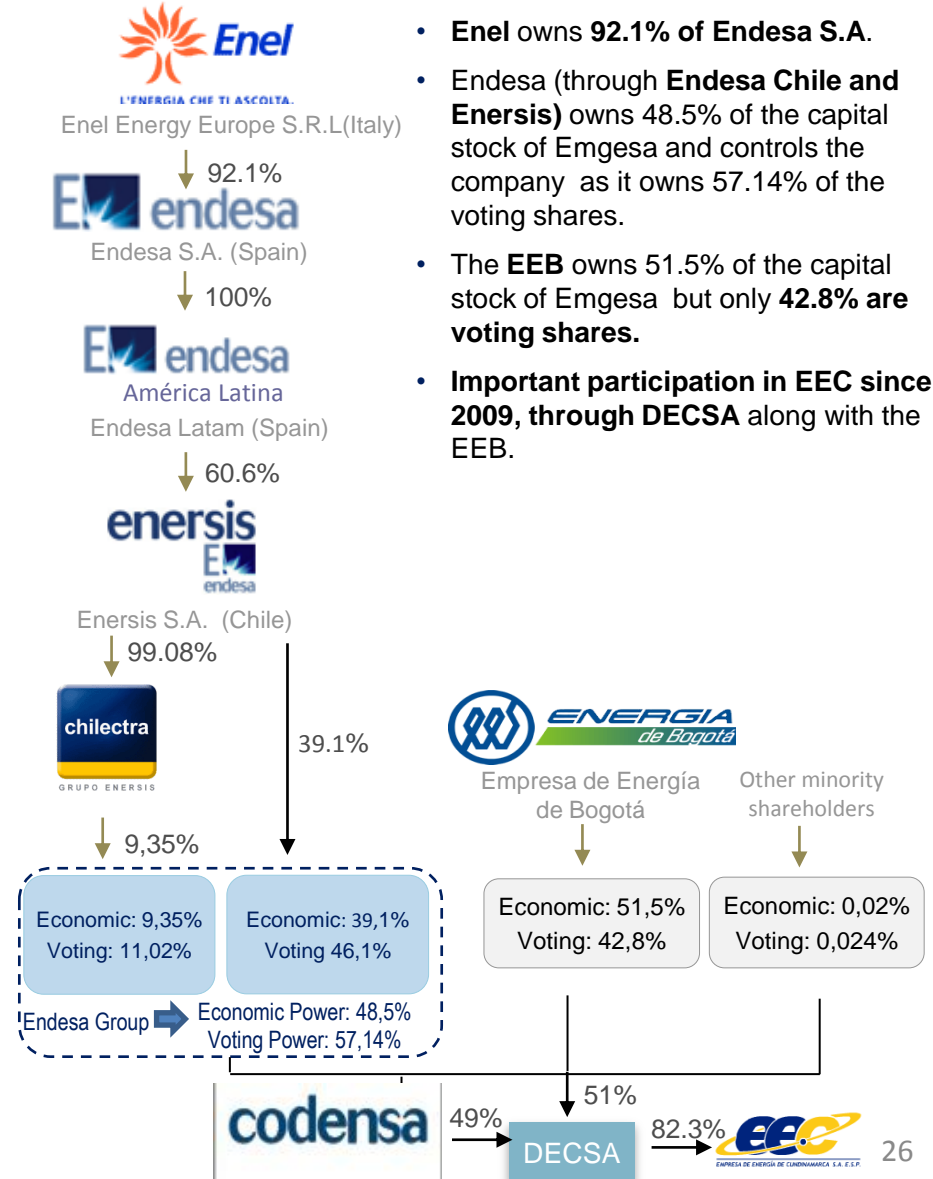 Enel
L'ENERGIA CHE TI ASCOLTA.
Enel Energy Europe S.R.L(Italy)
92.1%
endesa
Endesa S.A. (Spain)
100%
endesa
América Latina
Endesa Latam (Spain)
60.6%
enersis
endesa
Enersis S.A. (Chile)
99.08%
chilectra
GRUPO ENERSIS
39.1%
9,35%
• Enel owns 92.1% of Endesa S.A.
• Endesa (through Endesa Chile and
Enersis) owns 48.5% of the capital
stock of Emgesa and controls the
company as it owns 57.14% of the
voting shares.
• The EEB owns 51.5% of the capital
stock of Emgesa but only 42.8% are
voting shares.
• Important participation in EEC since
2009, through DECSA along with the
EEB.
ENERGIA
de Bogotá
Empresa de Energía
de Bogotá
Other minority
shareholders
Economic: 9,35%
Voting: 11,02%
Economic: 39,1%
Voting 46,1%
Endesa Group
Economic Power: 48,5%
Voting Power: 57,14%
Economic: 51,5%
Voting: 42,8%
Economic: 0,02%
Voting: 0,024%
codensa
49%
51%
DECSA
82.3%
eec
EMPRESA DE ENERGÍA DE CUNDINAMARCA S.A. E.S.P.
26